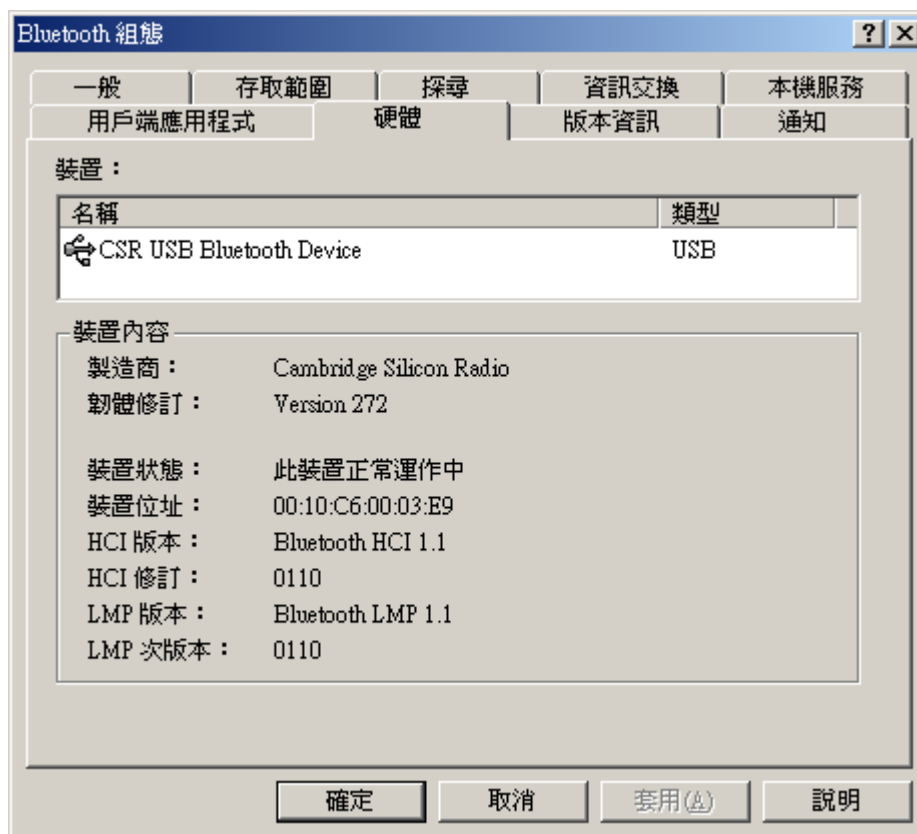 Bluetooth 組態
一般 存取範圍 探尋 資訊交換 本機服務
用戶端應用程式 硬體 版本資訊 通知
裝置：
名稱 類型
CSR USB Bluetooth Device USB
裝置內容
製造商： Cambridge Silicon Radio
韌體修訂： Version 272
裝置狀態： 此裝置正常運作中
裝置位址： 00:10:C6:00:03:E9
HCI 版本： Bluetooth HCI 1.1
HCI 修訂： 0110
LMP 版本： Bluetooth LMP 1.1
LMP 次版本： 0110
確定 取消 套用(A) 說明